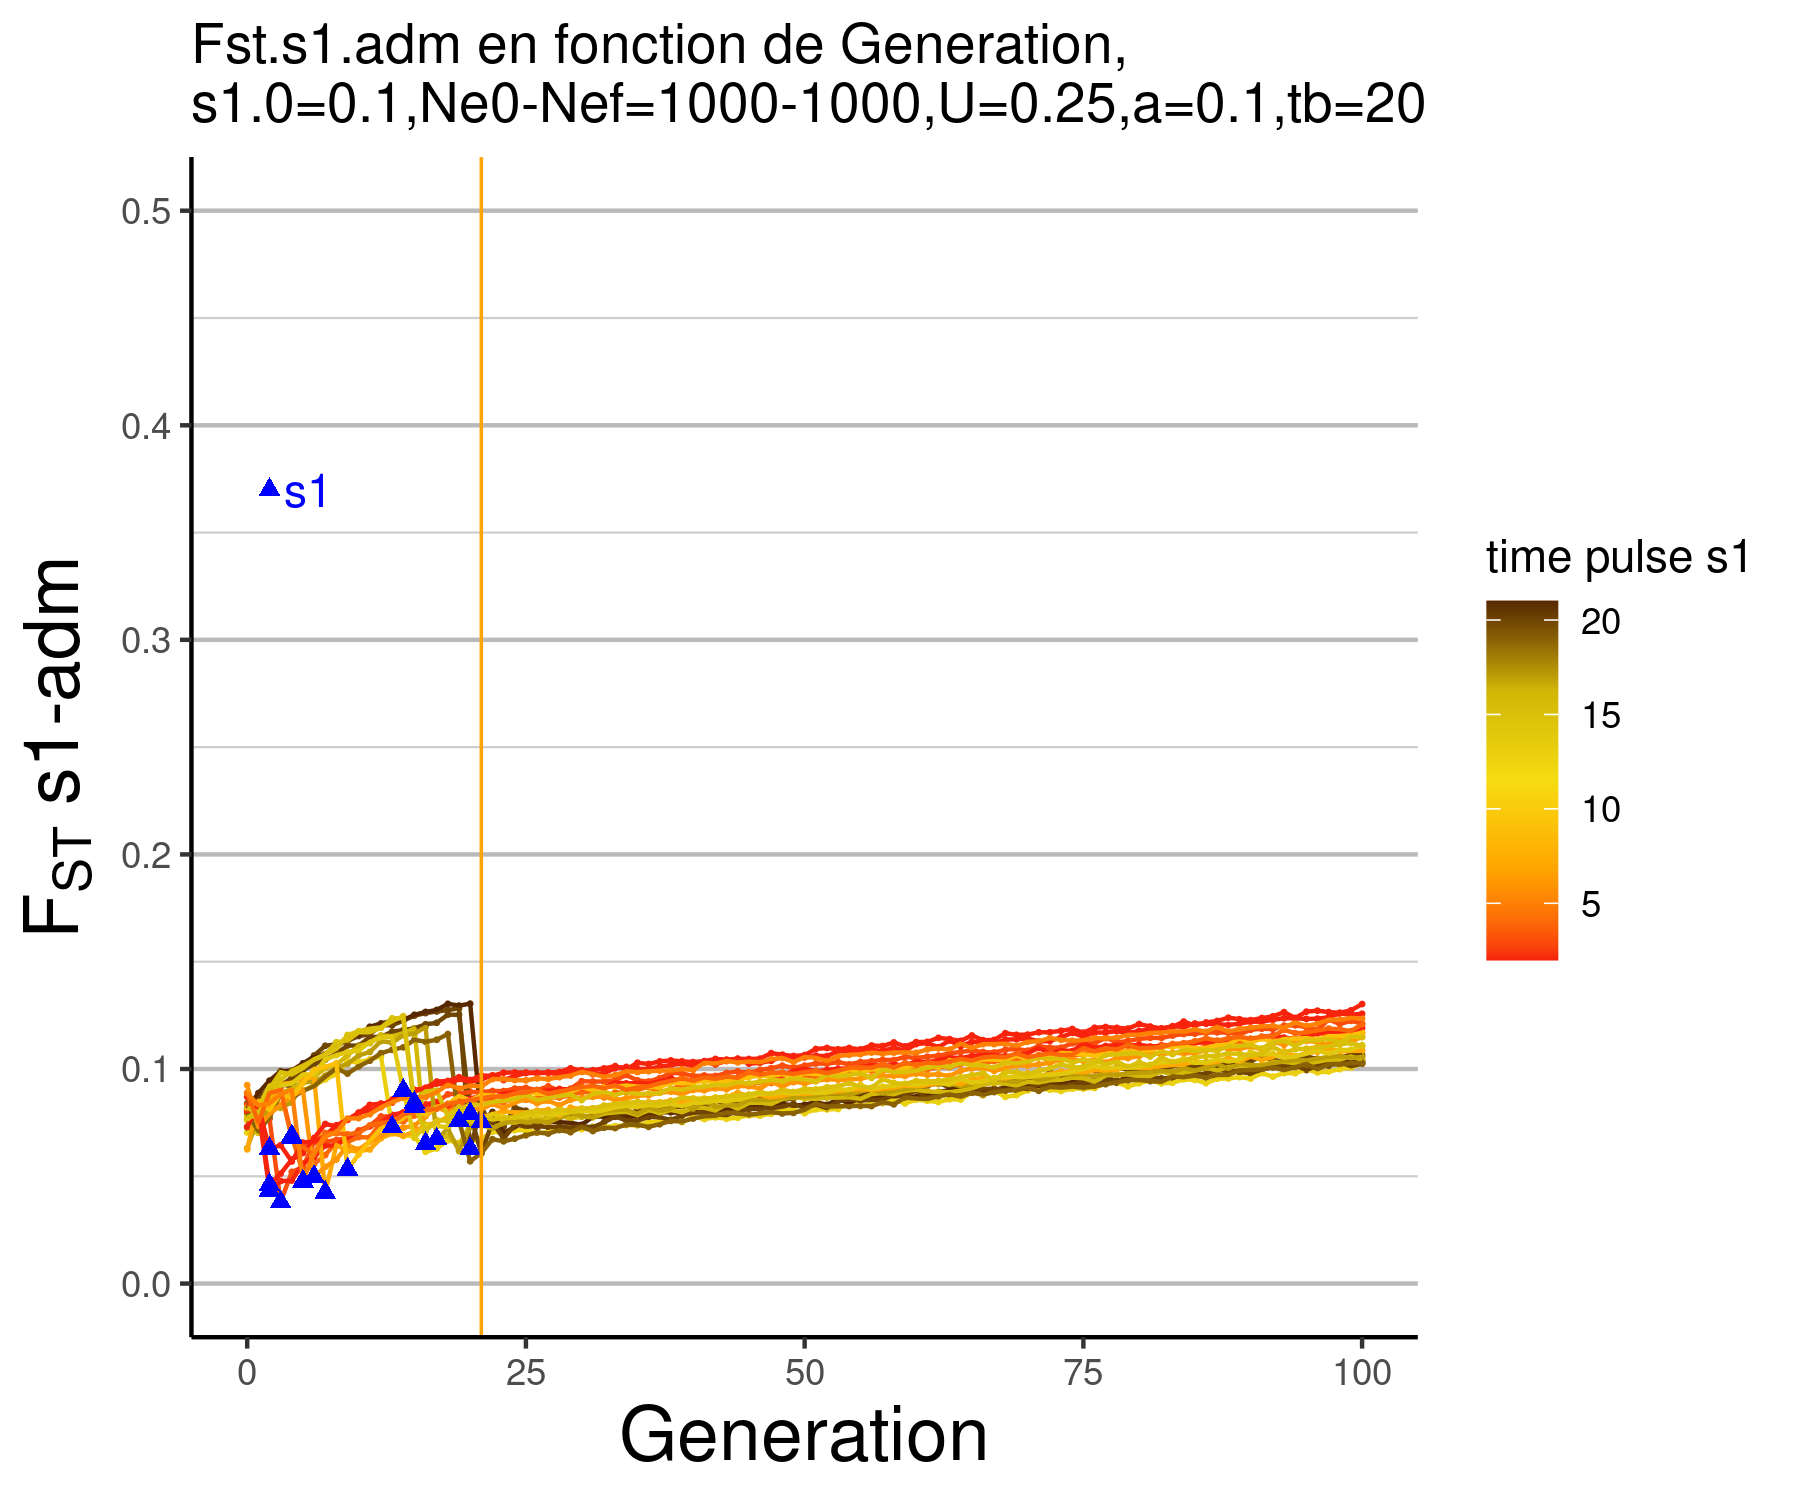 Fst.s1.adm en fonction de Generation,
s1.0=0.1,Ne0-Nef=1000-1000,U=0.25,a=0.1,tb=20
0.5
0.4
0.3
0.2
0.1
0.0
FST s1-adm
s1
0 25 50 75 100
Generation
time pulse s1
20
15
10
5